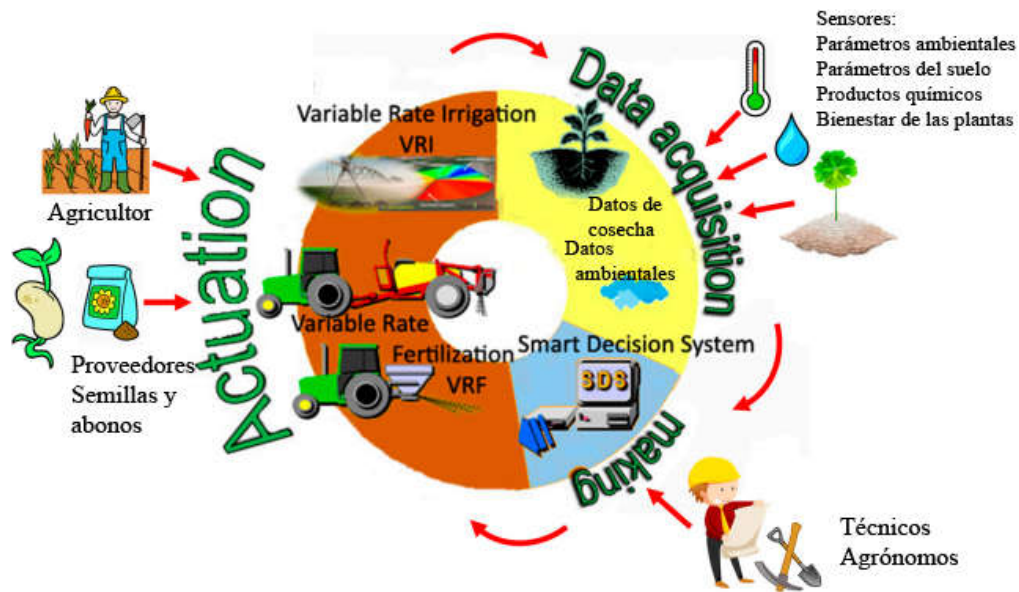 Sensores:
Parámetros ambientales
Parámetros del suelo
Productos químicos
Bienestar de las plantas
Data acquisition
Variable Rate Irrigation
VRI
Actuation
Agricultor
Datos de
cosecha
Datos
ambientales
Variable Rate
Fertilization
VRF
Smart Decision System
SDS
Proveedores
Semillas y
abonos
making
Técnicos
Agrónomos